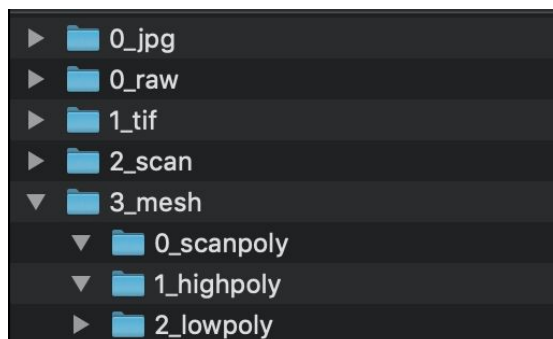 0_jpg
0_raw
1_tif
2_scan
3_mesh
0_scanpoly
1_highpoly
2_lowpoly